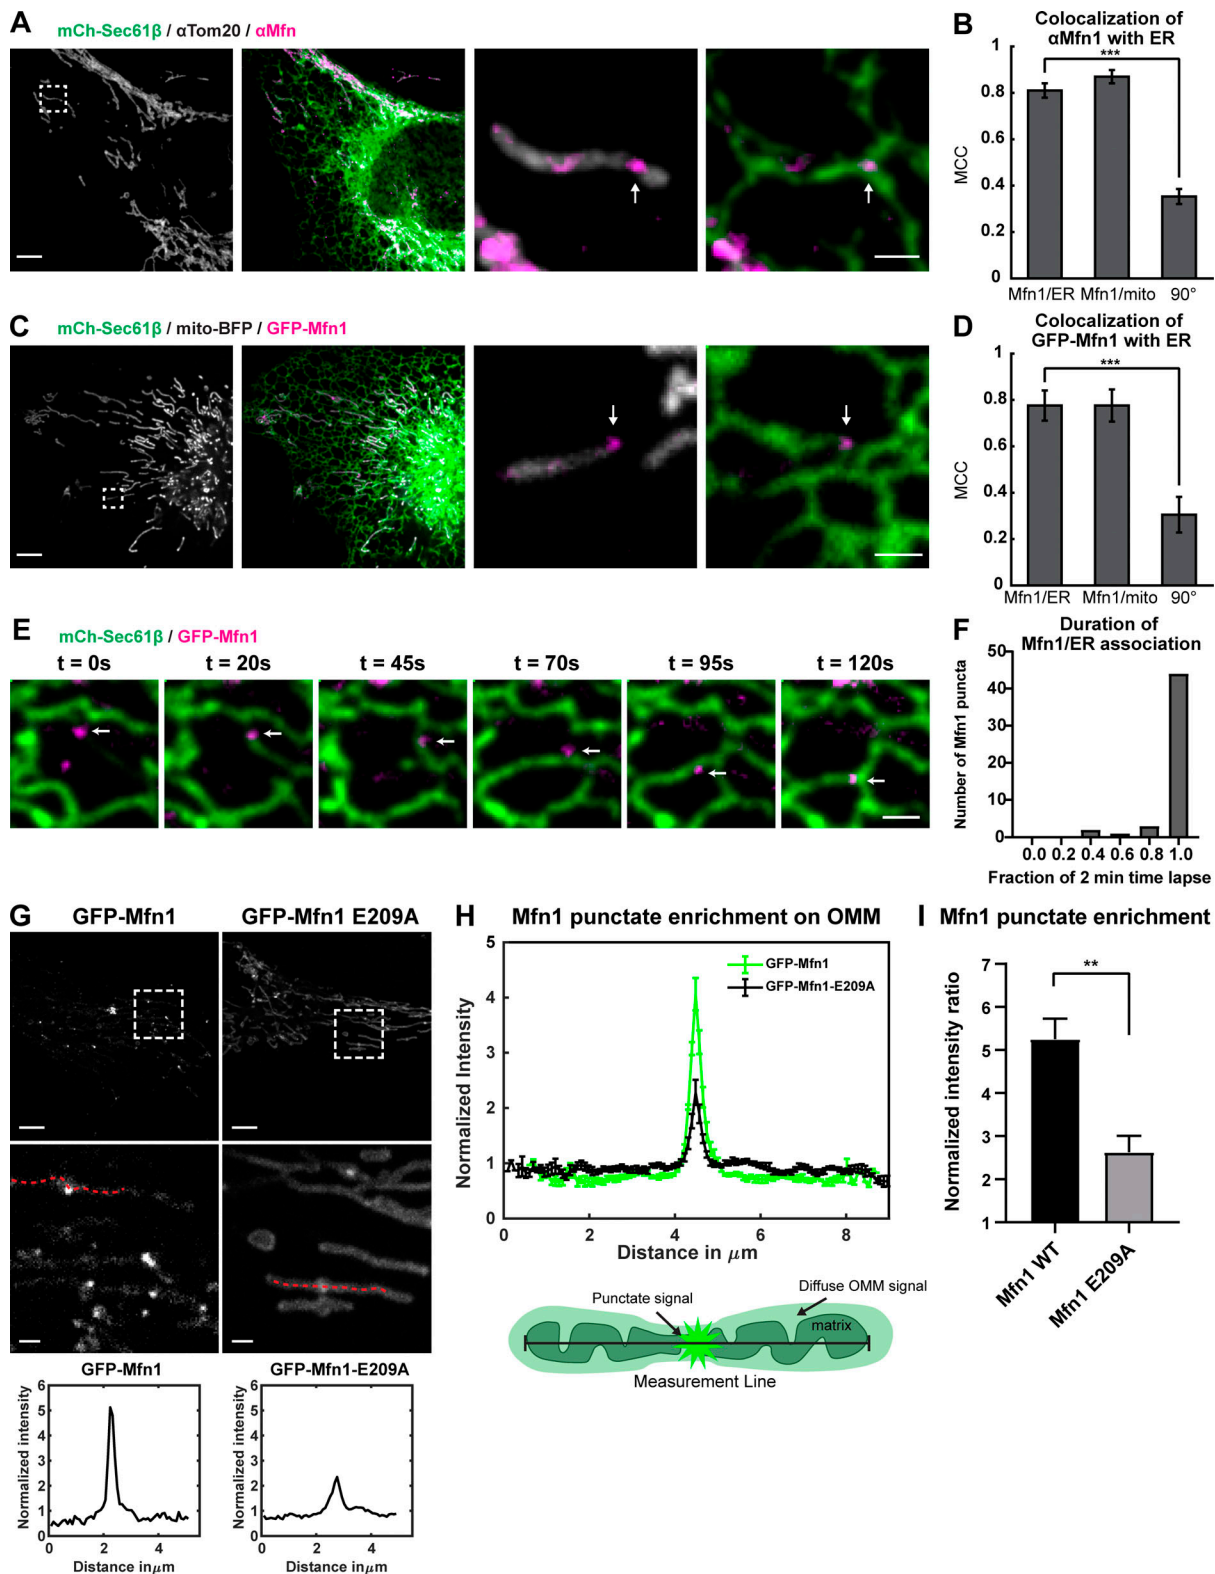 A
mCh-Sec61β / αTom20 / αMfn
B
Colocalization of
αMfn1 with ER
***
MCC
0.8
0.6
0.4
0.2
0
Mfn1/ER
Mfn1/mito
90°
C
mCh-Sec61β / mito-BFP / GFP-Mfn1
D
Colocalization of
GFP-Mfn1 with ER
***
MCC
1
0.8
0.6
0.4
0.2
0
Mfn1/ER
Mfn1/mito
90°
E
mCh-Sec61β / GFP-Mfn1
t = 0s
t = 20s
t = 45s
t = 70s
t = 95s
t = 120s
F
Duration of
Mfn1/ER association
Number of Mfn1 puncta
50
40
30
20
10
0
0.0 0.2 0.4 0.6 0.8 1.0
Fraction of 2 min time lapse
G
GFP-Mfn1
GFP-Mfn1 E209A
GFP-Mfn1
Normalized intensity
6
5
4
3
2
1
0
0 2 4
Distance in μm
GFP-Mfn1-E209A
Normalized intensity
6
5
4
3
2
1
0
0 2 4
Distance in μm
H
Mfn1 punctate enrichment on OMM
GFP-Mfn1
GFP-Mfn1-E209A
Normalized Intensity
5
4
3
2
1
0
0 2 4 6 8
Distance in μm
Punctate signal
Diffuse OMM signal
matrix
Measurement Line
I
Mfn1 punctate enrichment
**
Normalized intensity ratio
7
6
5
4
3
2
1
Mfn1 WT
Mfn1 E209A